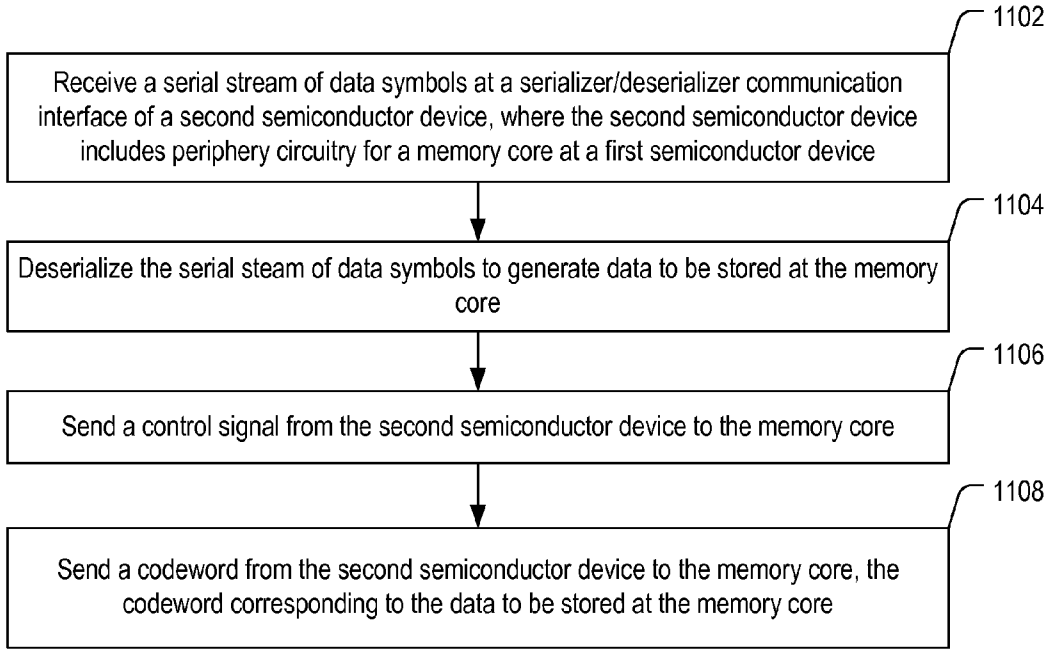 1102
Receive a serial stream of data symbols at a serializer/deserializer communication
interface of a second semiconductor device, where the second semiconductor device
includes periphery circuitry for a memory core at a first semiconductor device
1104
Deserialize the serial steam of data symbols to generate data to be stored at the memory
core
1106
Send a control signal from the second semiconductor device to the memory core
1108
Send a codeword from the second semiconductor device to the memory core, the
codeword corresponding to the data to be stored at the memory core